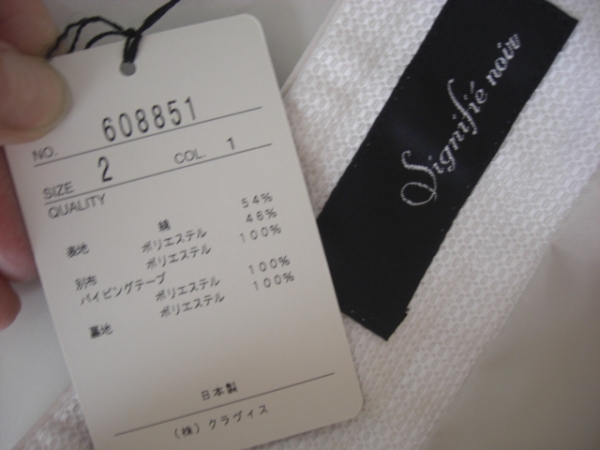 NO. 608851
SIZE 2 COL. 1
QUALITY
表地 綿 54%
ポリエステル 46%
別布 ポリエステル 100%
パイピングテープ
ポリエステル 100%
裏地 ポリエステル 100%
日本製
(株) クラヴィス
Signifié noir